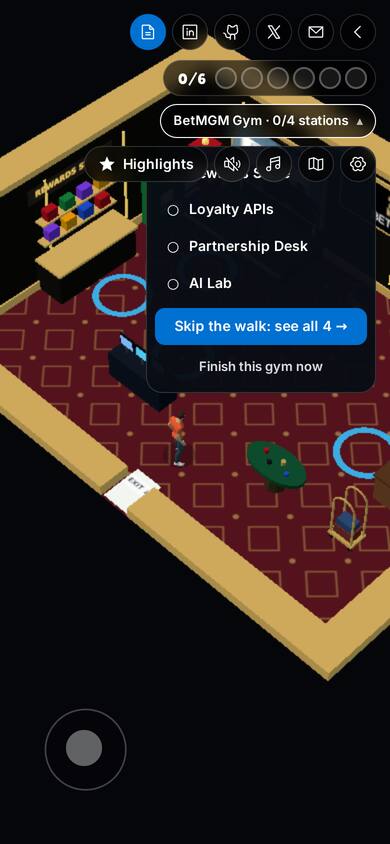 0/6
BetMGM Gym · 0/4 stations ▲
★ Highlights
Loyalty APIs
Partnership Desk
AI Lab
Skip the walk: see all 4 →
Finish this gym now
EXIT